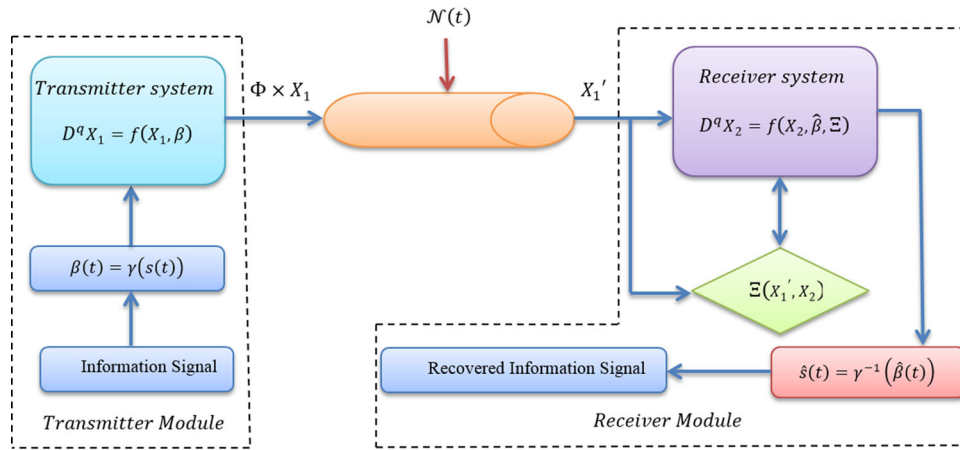 𝒩(t)
Transmitter system
D^q X_1 = f(X_1, β)
Φ × X_1
X_1′
Receiver system
D^q X_2 = f(X_2, β̂, Ξ)
β(t) = γ(s(t))
Ξ(X_1′, X_2)
Information Signal
Recovered Information Signal
ŝ(t) = γ^{-1}(β̂(t))
Transmitter Module
Receiver Module